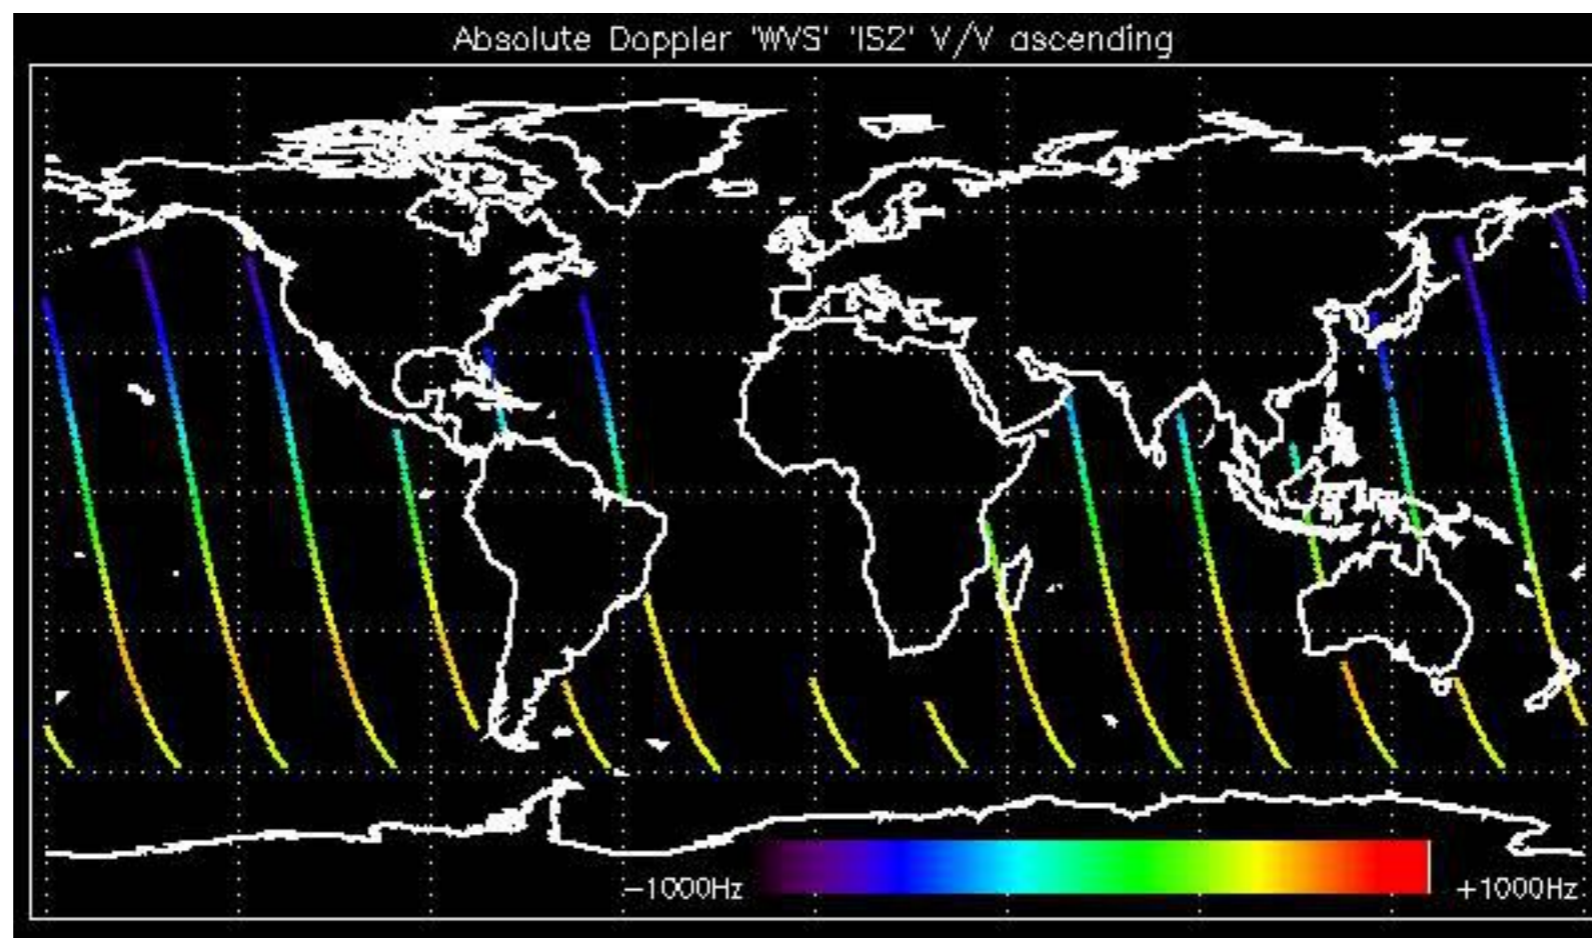 Absolute Doppler 'WVS' 'IS2' V/V ascending
-1000Hz +1000Hz